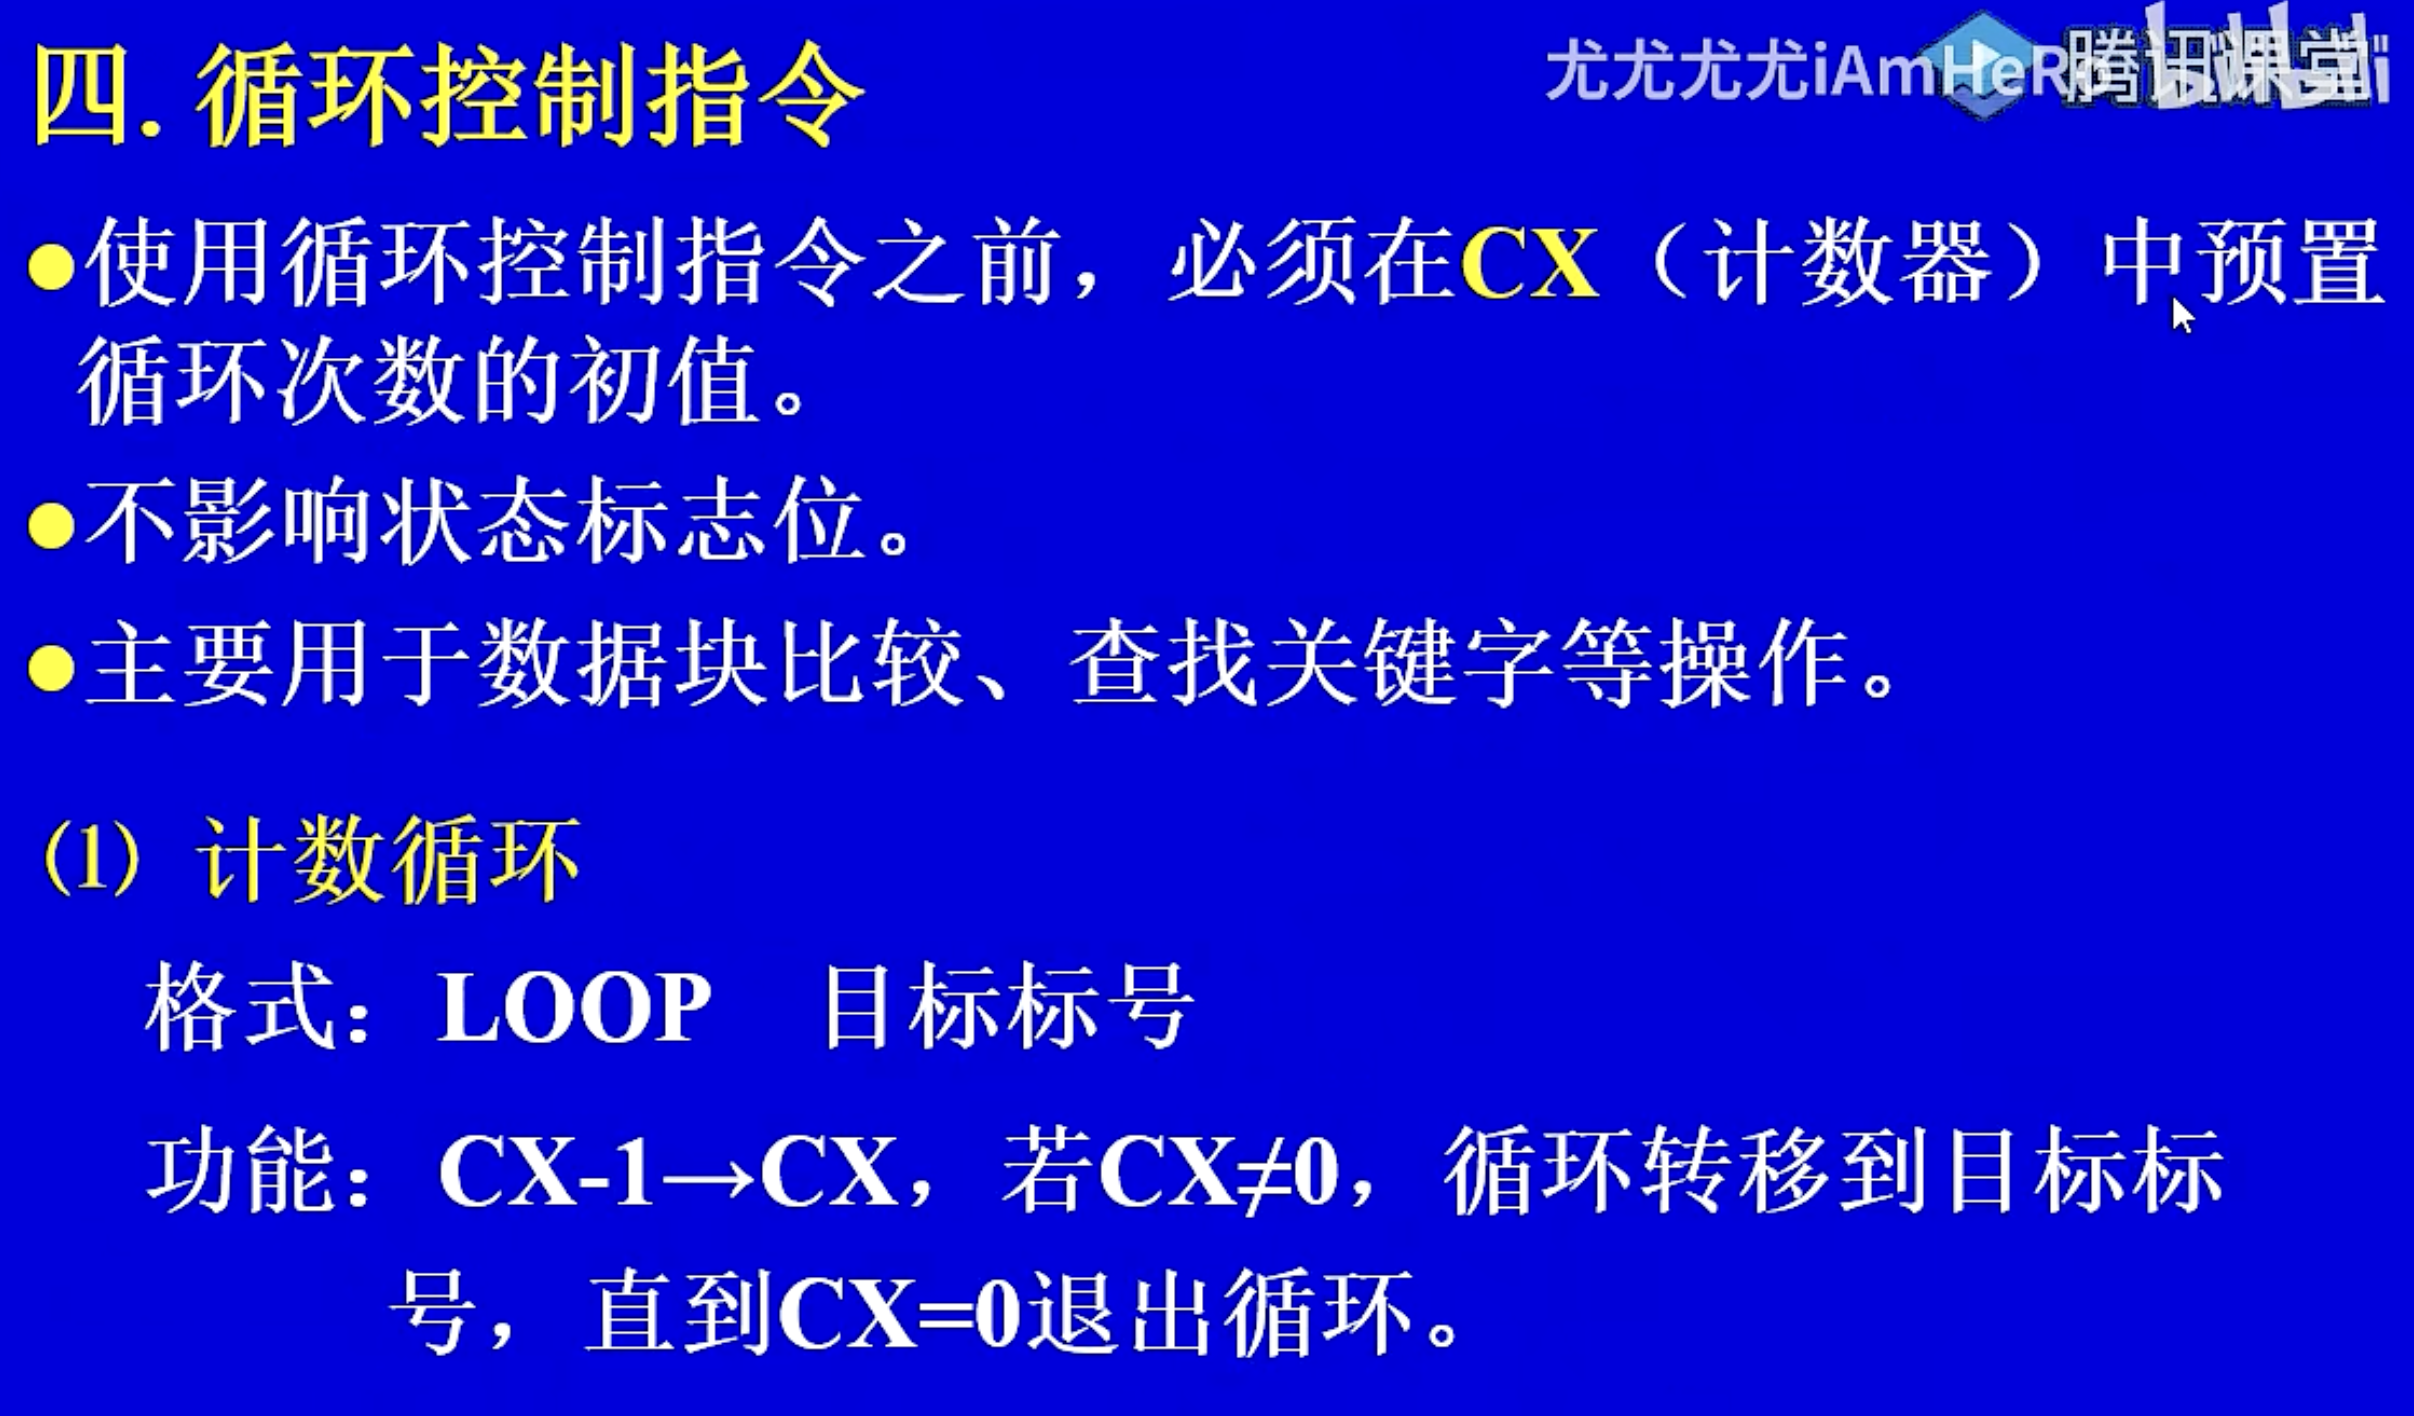 四. 循环控制指令
尤尤尤尤iAmHeRo 腾讯课堂
●使用循环控制指令之前，必须在CX（计数器）中预置
循环次数的初值。
●不影响状态标志位。
●主要用于数据块比较、查找关键字等操作。
⑴ 计数循环
格式：LOOP 目标标号
功能：CX-1→CX，若CX≠0，循环转移到目标标
号，直到CX=0退出循环。